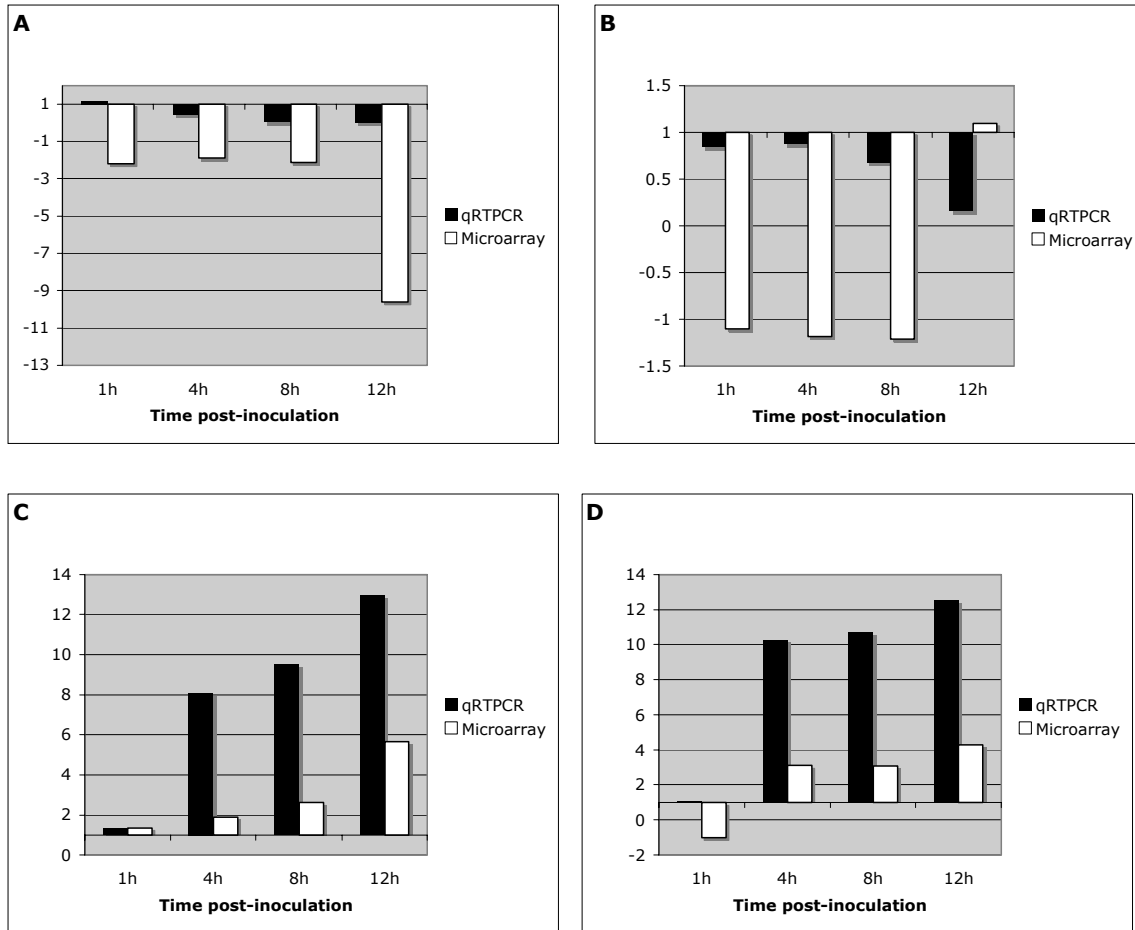 A
1
-1
-3
-5
-7
-9
-11
-13
1h 4h 8h 12h
Time post-inoculation
qRTPCR
Microarray
B
1.5
1
0.5
0
-0.5
-1
-1.5
1h 4h 8h 12h
Time post-inoculation
qRTPCR
Microarray
C
14
12
10
8
6
4
2
0
1h 4h 8h 12h
Time post-inoculation
qRTPCR
Microarray
D
14
12
10
8
6
4
2
0
-2
1h 4h 8h 12h
Time post-inoculation
qRTPCR
Microarray